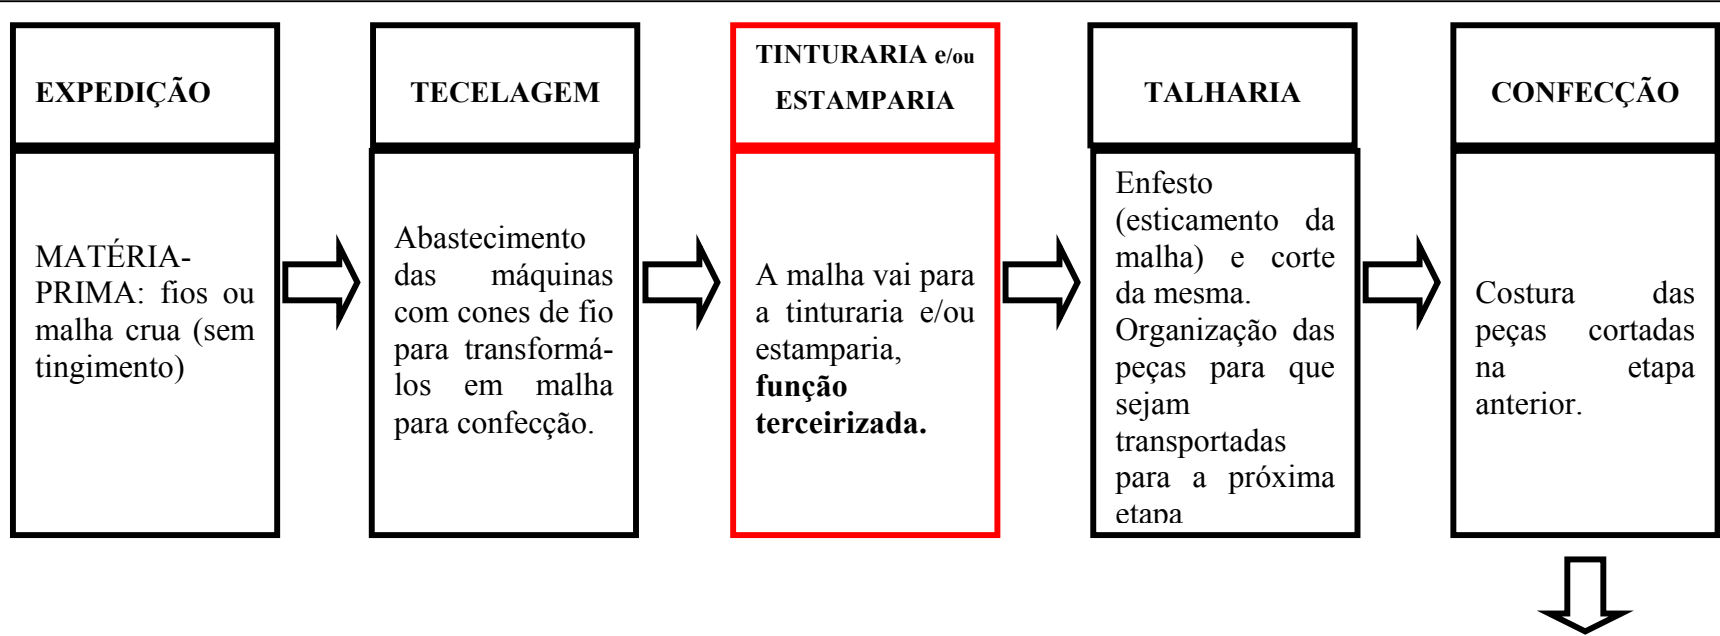 EXPEDIÇÃO
MATÉRIA-
PRIMA: fios ou
malha crua (sem
tingimento)
TECELAGEM
Abastecimento
das máquinas
com cones de fio
para transformá-
los em malha
para confecção.
TINTURARIA e/ou
ESTAMPARIA
A malha vai para
a tinturaria e/ou
estamparia,
função
terceirizada.
TALHARIA
Enfesto
(esticamento da
malha) e corte
da mesma.
Organização das
peças para que
sejam
transportadas
para a próxima
etapa
CONFECÇÃO
Costura das
peças cortadas
na etapa
anterior.